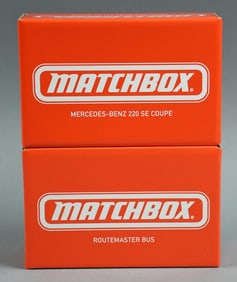 MATCHBOX®
MERCEDES-BENZ 220 SE COUPE
MATCHBOX®
ROUTEMASTER BUS